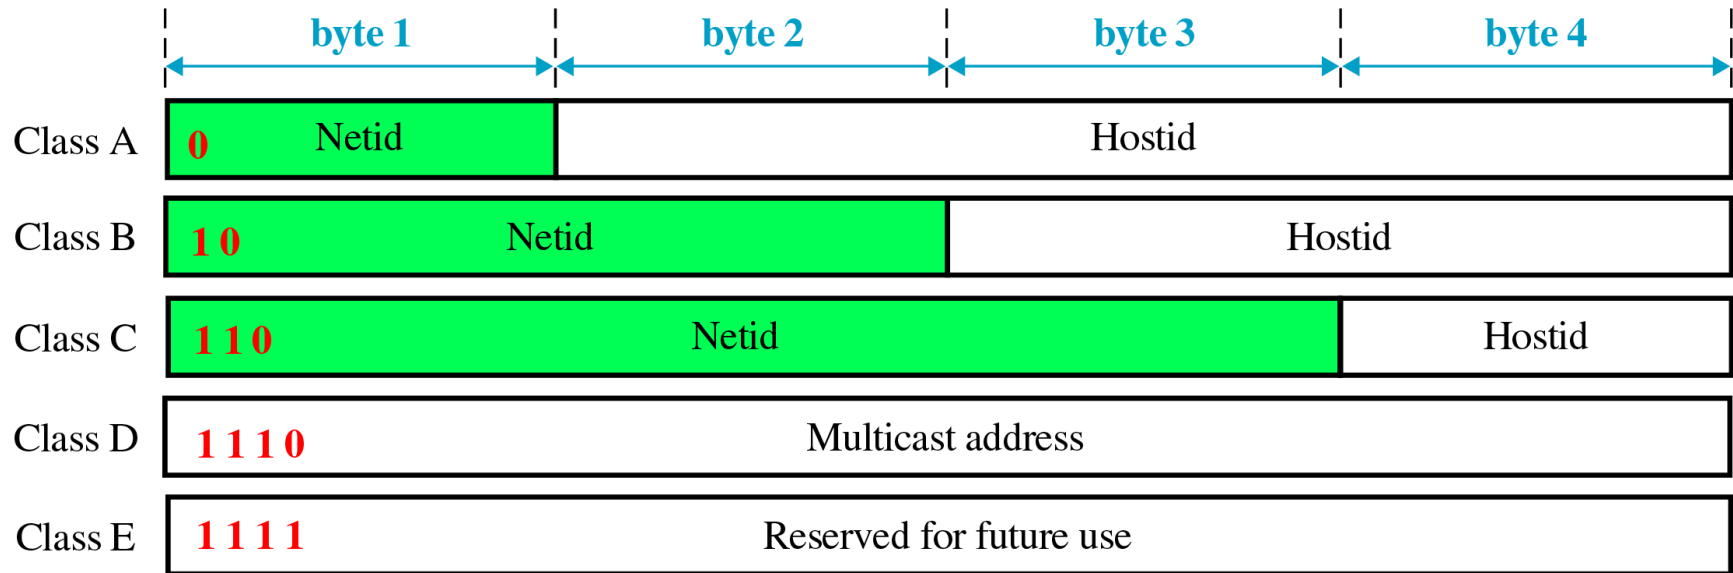 byte 1 byte 2 byte 3 byte 4
Class A 0 Netid Hostid
Class B 1 0 Netid Hostid
Class C 1 1 0 Netid Hostid
Class D 1 1 1 0 Multicast address
Class E 1 1 1 1 Reserved for future use